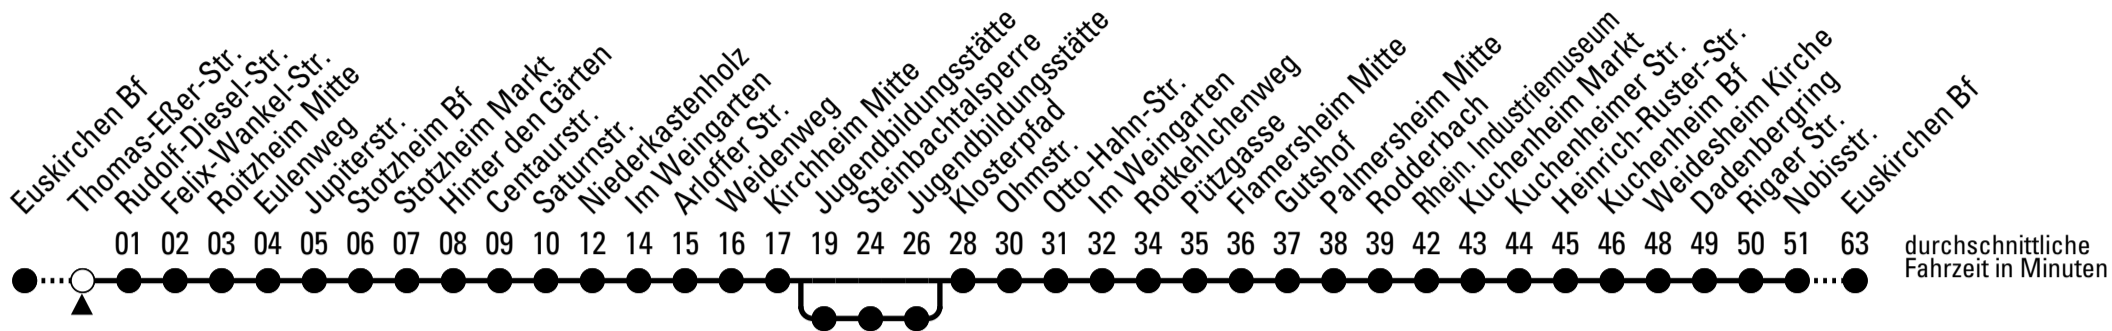 Euskirchen Bf
Thomas-Eßer-Str.
Rudolf-Diesel-Str.
Felix-Wankel-Str.
Roitzheim Mitte
Eulenweg
Jupiterstr.
Stotzheim Bf
Stotzheim Markt
Hinter den Gärten
Centaurstr.
Saturnstr.
Niederkastenholz
Im Weingarten
Arloffer Str.
Weidenweg
Kirchheim Mitte
Jugendbildungsstätte
Steinbachtalsperre
Jugendbildungsstätte
Klosterpfad
Ohmstr.
Otto-Hahn-Str.
Im Weingarten
Rotkehlchenweg
Pützgasse
Flamersheim Mitte
Gutshof
Palmersheim Mitte
Rodderbach
Rhein. Industriemuseum
Kuchenheim Markt
Kuchenheimer Str.
Heinrich-Ruster-Str.
Kuchenheim Bf
Weidesheim Kirche
Dadenbergring
Rigaer Str.
Nobisstr.
Euskirchen Bf
01 02 03 04 05 06 07 08 09 10 12 14 15 16 17 19 24 26 28 30 31 32 34 35 36 37 38 39 42 43 44 45 46 48 49 50 51 63
durchschnittliche
Fahrzeit in Minuten